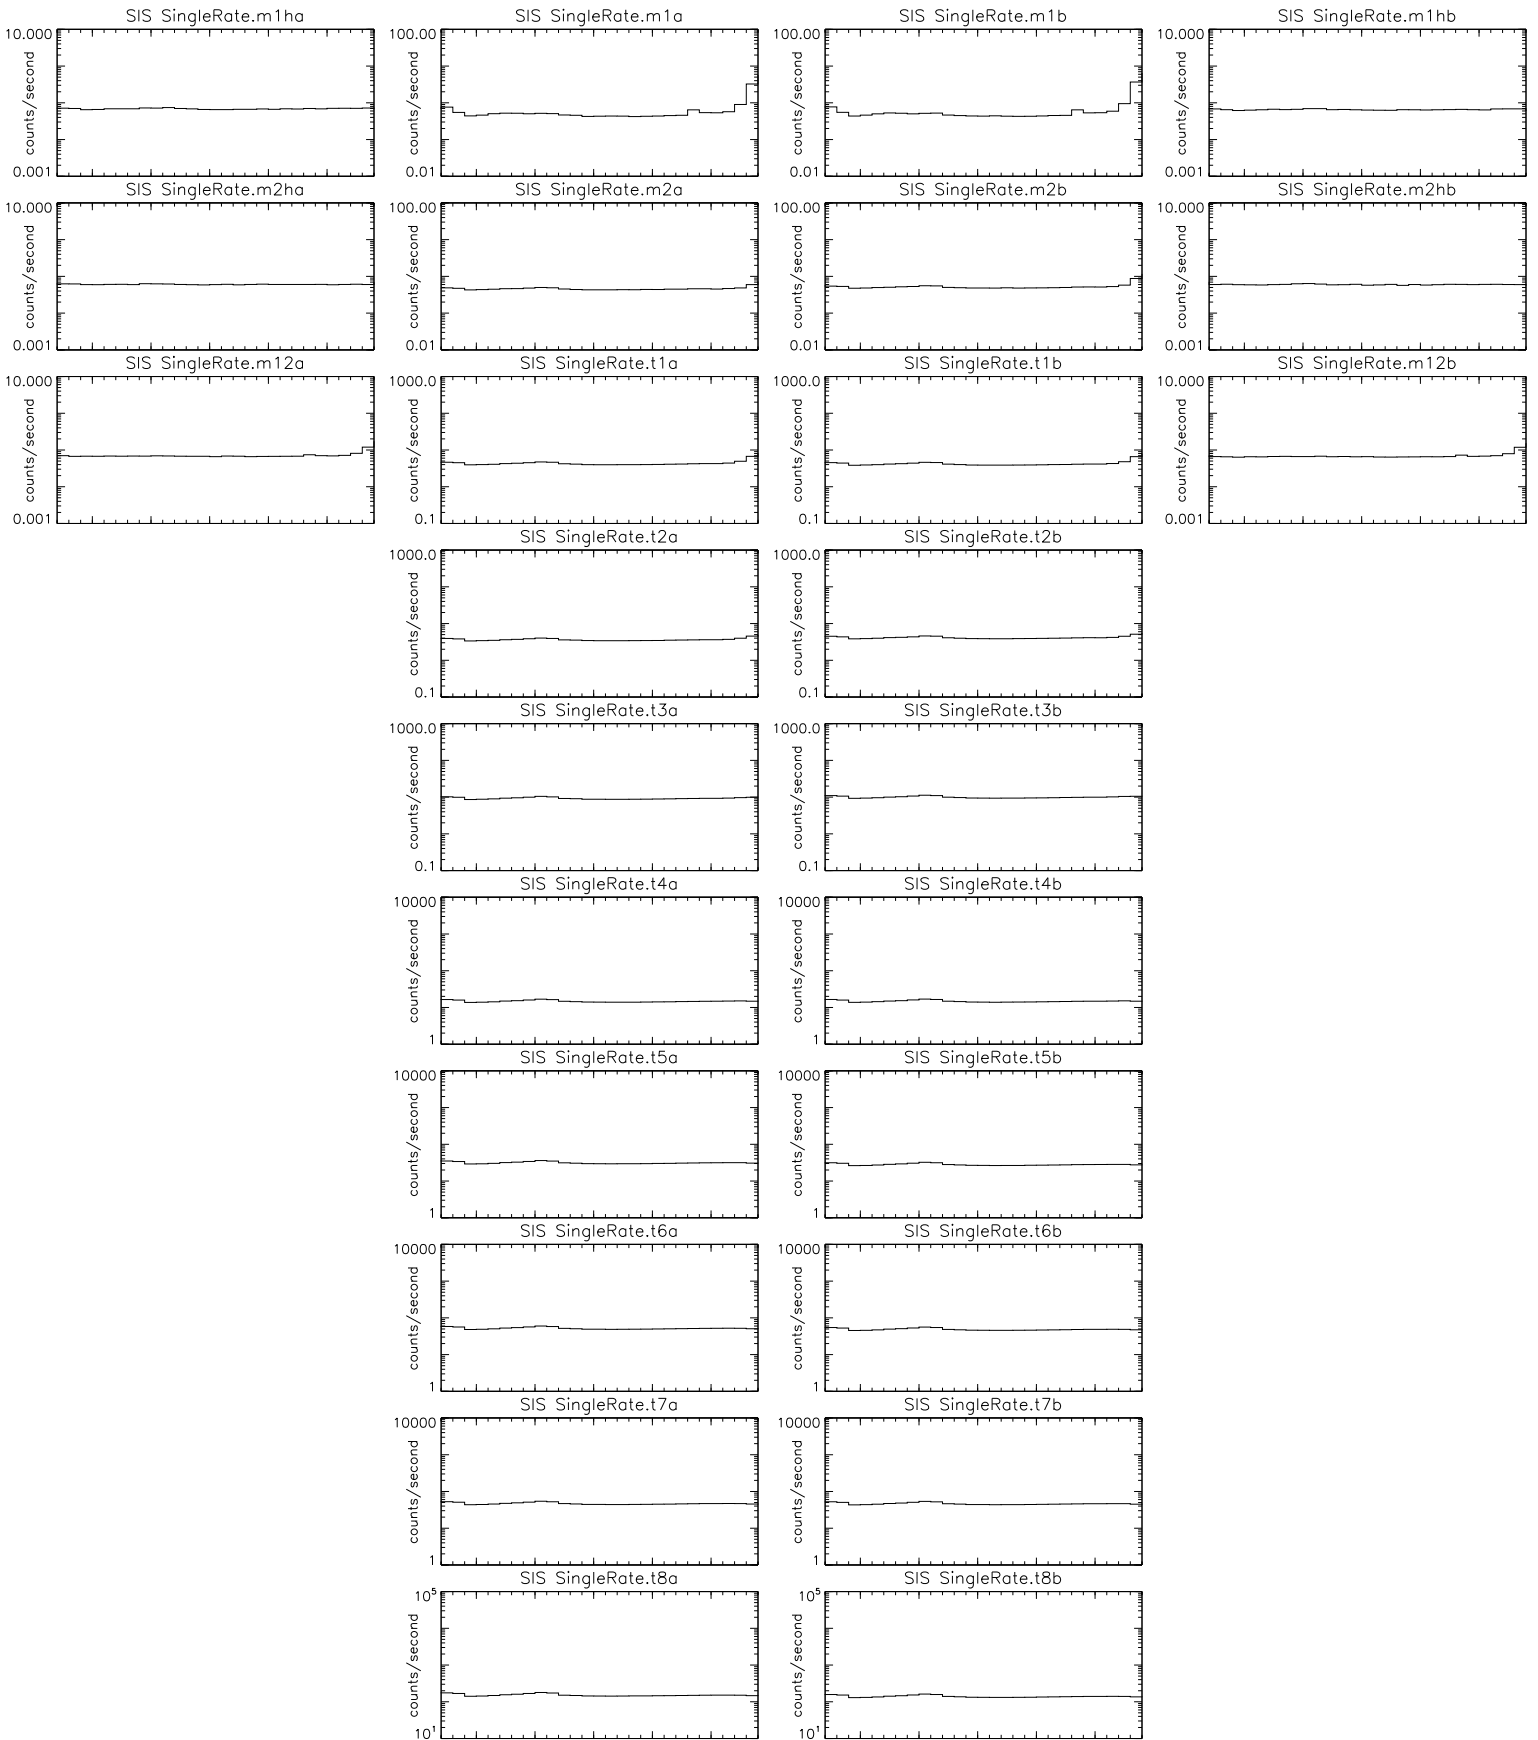 SIS SingleRate.m1ha SIS SingleRate.m1a SIS SingleRate.m1b SIS SingleRate.m1hb
10.000 100.00 100.00 10.000
counts/second counts/second counts/second counts/second
0.001 0.01 0.01 0.001
SIS SingleRate.m2ha SIS SingleRate.m2a SIS SingleRate.m2b SIS SingleRate.m2hb
10.000 100.00 100.00 10.000
counts/second counts/second counts/second counts/second
0.001 0.01 0.01 0.001
SIS SingleRate.m12a SIS SingleRate.t1a SIS SingleRate.t1b SIS SingleRate.m12b
10.000 1000.0 1000.0 10.000
counts/second counts/second counts/second counts/second
0.001 0.1 0.1 0.001
SIS SingleRate.t2a SIS SingleRate.t2b
1000.0 1000.0
counts/second counts/second
0.1 0.1
SIS SingleRate.t3a SIS SingleRate.t3b
1000.0 1000.0
counts/second counts/second
0.1 0.1
SIS SingleRate.t4a SIS SingleRate.t4b
10000 10000
counts/second counts/second
1 1
SIS SingleRate.t5a SIS SingleRate.t5b
10000 10000
counts/second counts/second
1 1
SIS SingleRate.t6a SIS SingleRate.t6b
10000 10000
counts/second counts/second
1 1
SIS SingleRate.t7a SIS SingleRate.t7b
10000 10000
counts/second counts/second
1 1
SIS SingleRate.t8a SIS SingleRate.t8b
10⁵ 10⁵
counts/second counts/second
10¹ 10¹